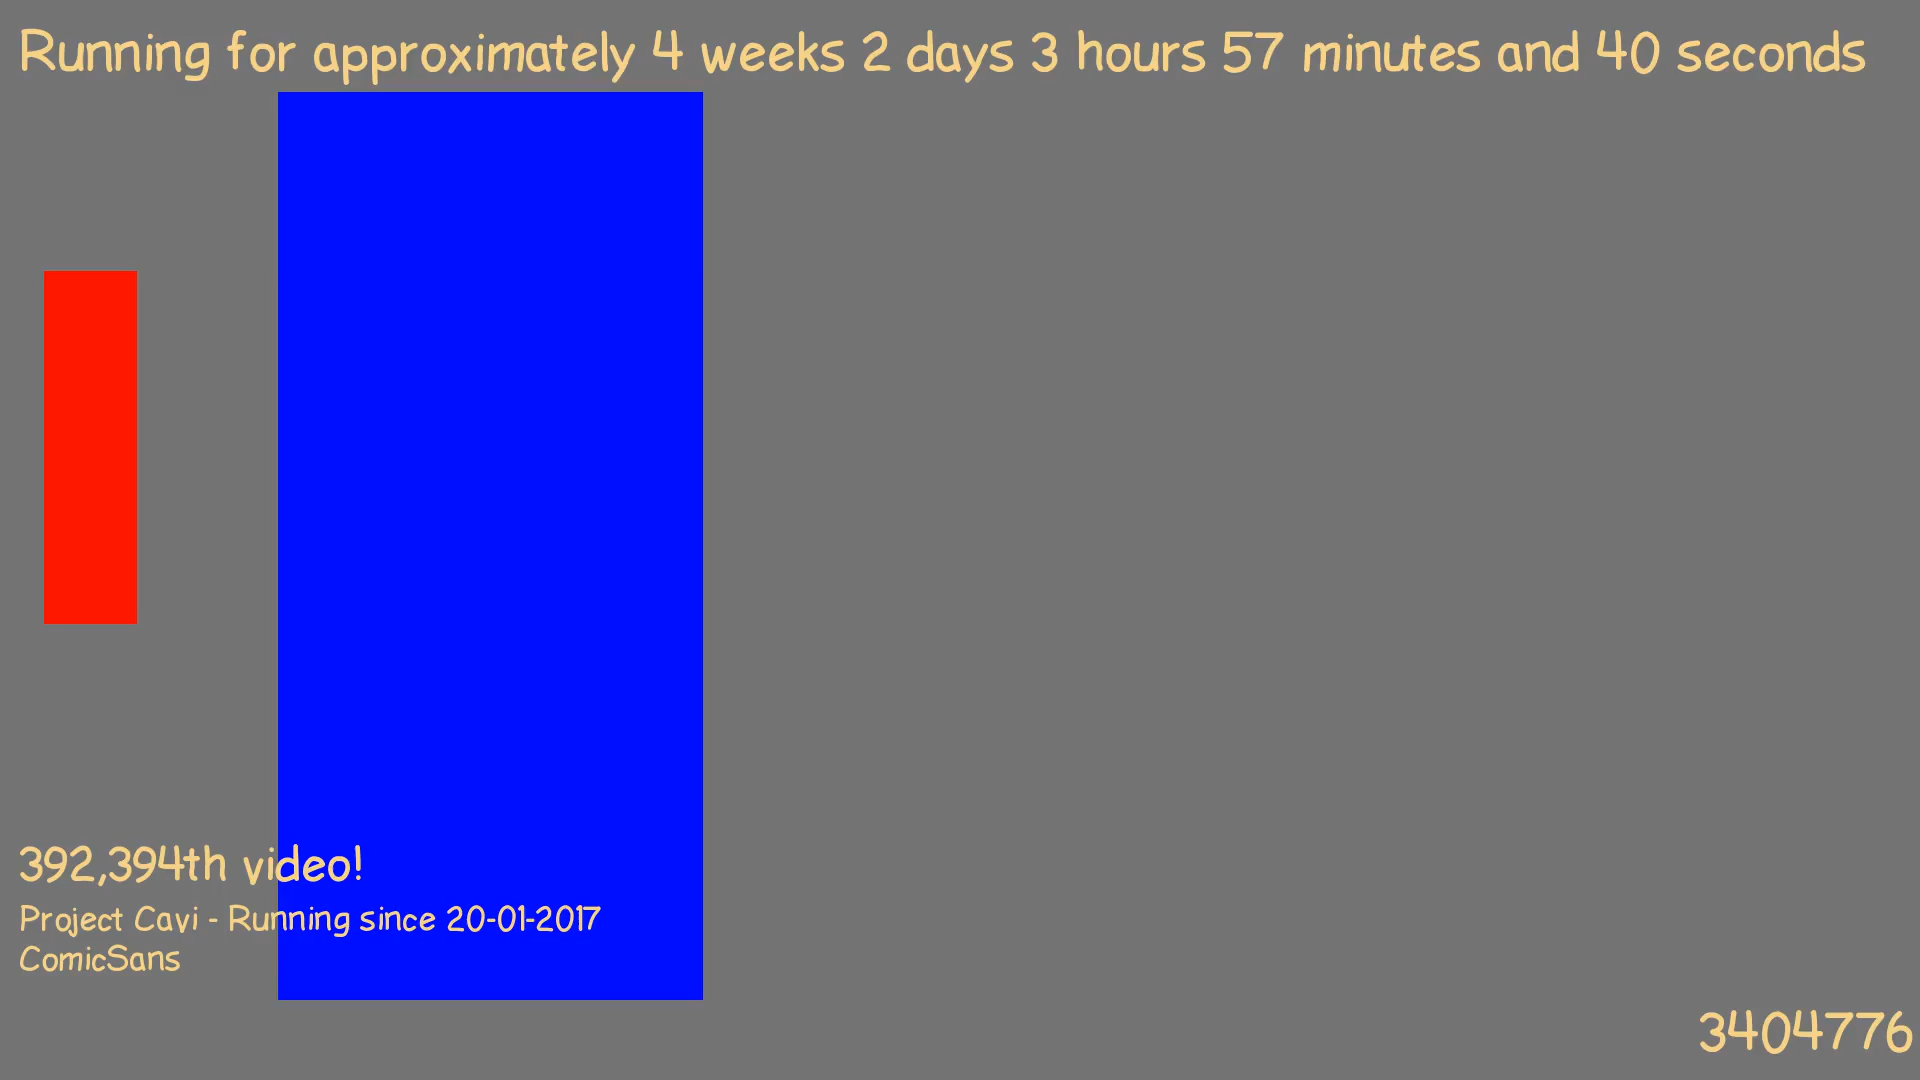 Running for approximately 4 weeks 2 days 3 hours 57 minutes and 40 seconds
392,394th video!
Project Cavi - Running since 20-01-2017
ComicSans
3404776